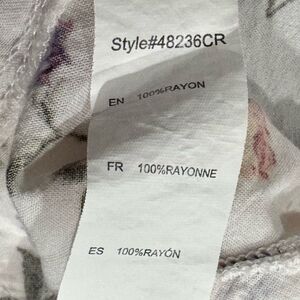 Style#48236CR
EN 100%RAYON
FR 100%RAYONNE
ES 100%RAYÓN